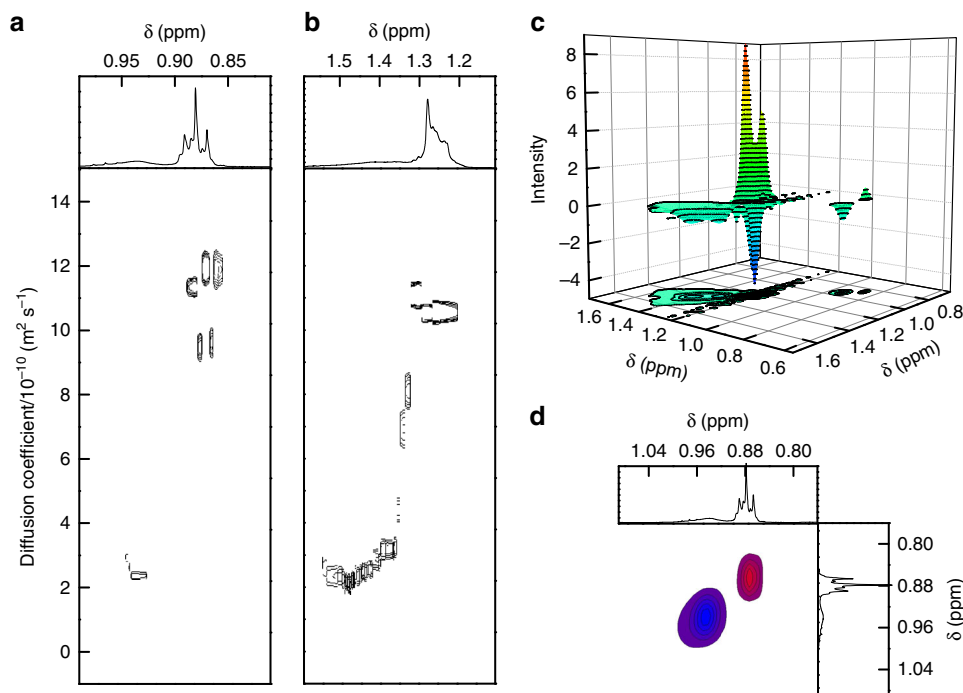 a
δ (ppm)
0.95 0.90 0.85
14
12
10
8
6
4
2
0
Diffusion coefficient/10⁻¹⁰ (m² s⁻¹)
b
δ (ppm)
1.5 1.4 1.3 1.2
c
8
6
4
2
0
−2
−4
Intensity
1.6
1.4
1.2
1.0
0.8
0.6
δ (ppm)
1.6
1.4
1.2
1.0
0.8
δ (ppm)
d
δ (ppm)
1.04 0.96 0.88 0.80
0.80
0.88
0.96
1.04
δ (ppm)